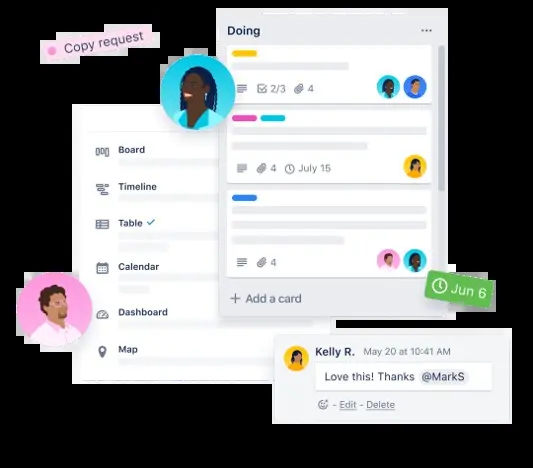 Copy request
Doing
2/3 4
4 July 15
4
+ Add a card
Board
Timeline
Table
Calendar
Dashboard
Map
Jun 6
Kelly R. May 20 at 10:41 AM
Love this! Thanks @MarkS
- Edit - Delete